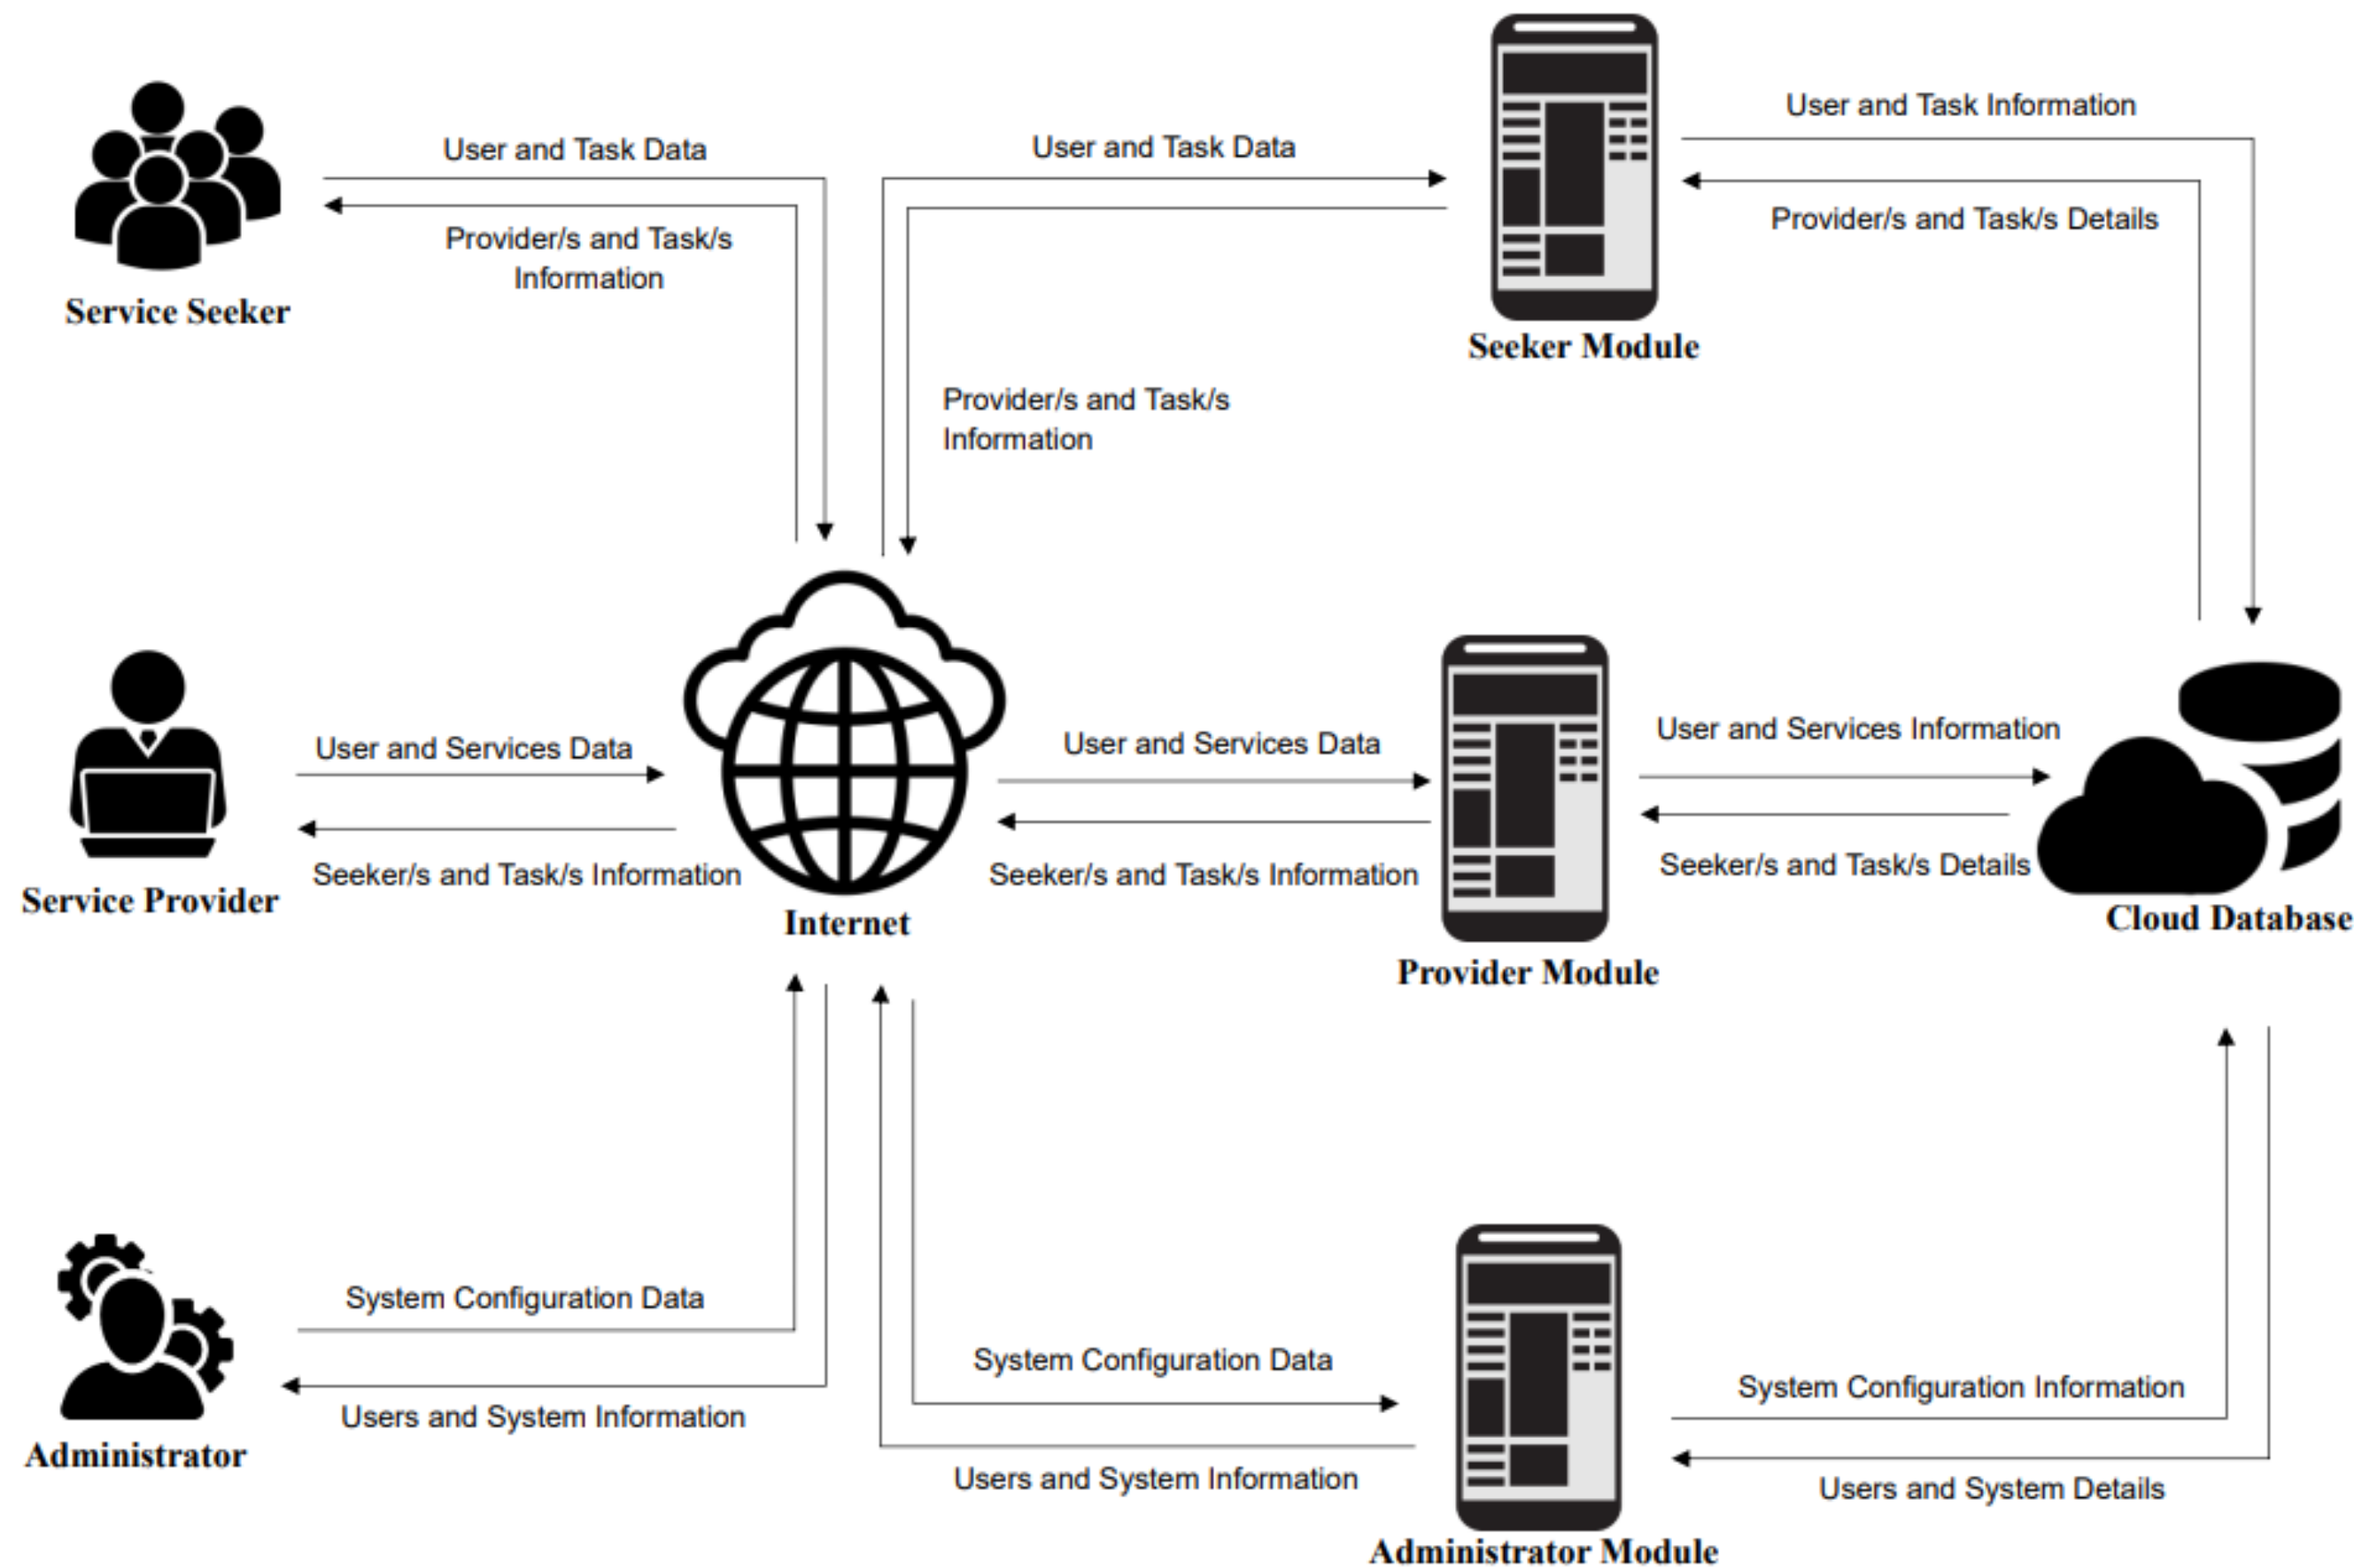 User and Task Information
User and Task Data
User and Task Data
Provider/s and Task/s Details
Provider/s and Task/s
Information
Service Seeker
Seeker Module
Provider/s and Task/s
Information
User and Services Data
User and Services Data
User and Services Information
Seeker/s and Task/s Information
Seeker/s and Task/s Information
Seeker/s and Task/s Details
Service Provider
Internet
Cloud Database
Provider Module
System Configuration Data
System Configuration Data
System Configuration Information
Users and System Information
Administrator
Users and System Information
Users and System Details
Administrator Module